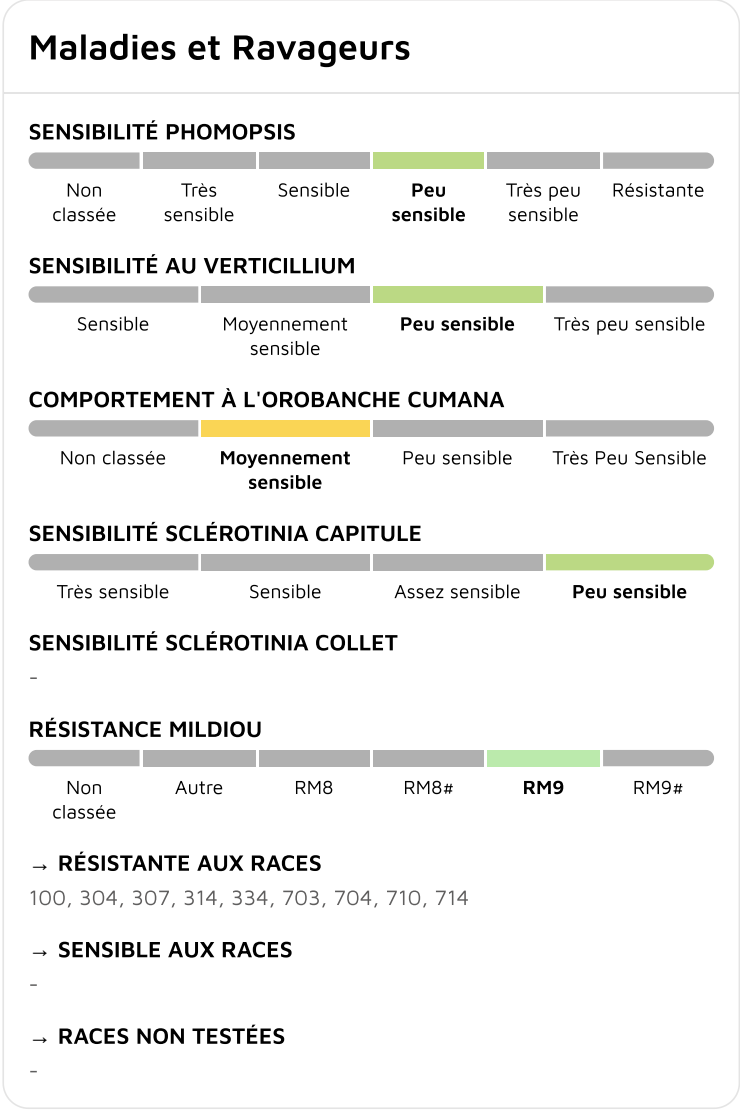 Maladies et Ravageurs
SENSIBILITÉ PHOMOPSIS
Non classée
Très sensible
Sensible
Peu sensible
Très peu sensible
Résistante
SENSIBILITÉ AU VERTICILLIUM
Sensible
Moyennement sensible
Peu sensible
Très peu sensible
COMPORTEMENT À L'OROBANCHE CUMANA
Non classée
Moyennement sensible
Peu sensible
Très Peu Sensible
SENSIBILITÉ SCLÉROTINIA CAPITULE
Très sensible
Sensible
Assez sensible
Peu sensible
SENSIBILITÉ SCLÉROTINIA COLLET
-
RÉSISTANCE MILDIOU
Non classée
Autre
RM8
RM8#
RM9
RM9#
→ RÉSISTANTE AUX RACES
100, 304, 307, 314, 334, 703, 704, 710, 714
→ SENSIBLE AUX RACES
-
→ RACES NON TESTÉES
-